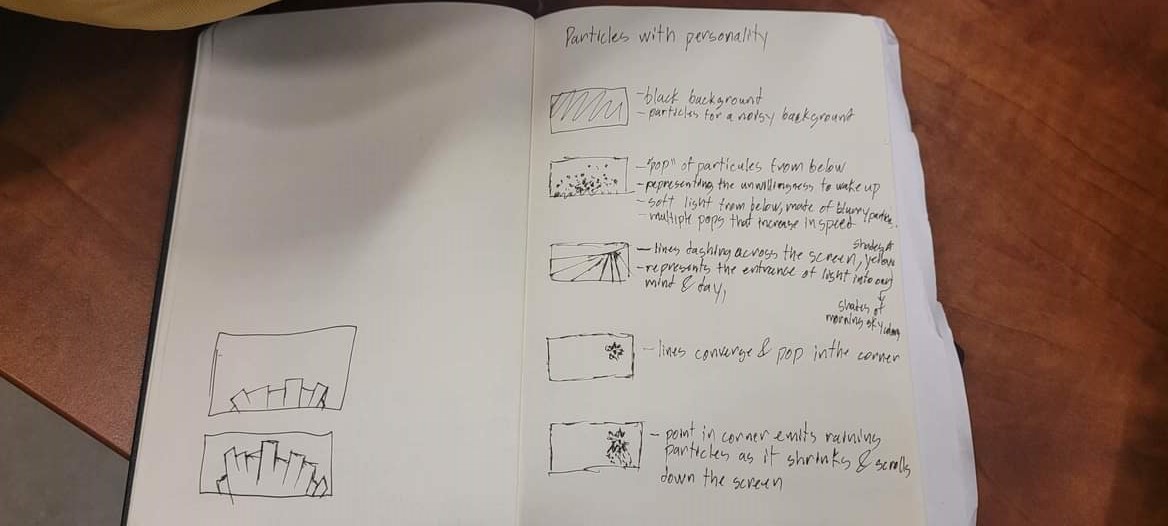 Particles with personality
- black background
- particles for a noisy background
- "pop" of particules from below
- representing the unwillingness to wake up
- soft light from below, made of blurry particles.
- multiple pops that increase in speed
- lines dashing across the screen, shades of yellow
- represents the entrance of light into our
mind & day,
shades of
morning sky
- lines converge & pop in the corner
- point in corner emits raining
particles as it shrinks & scrolls
down the screen